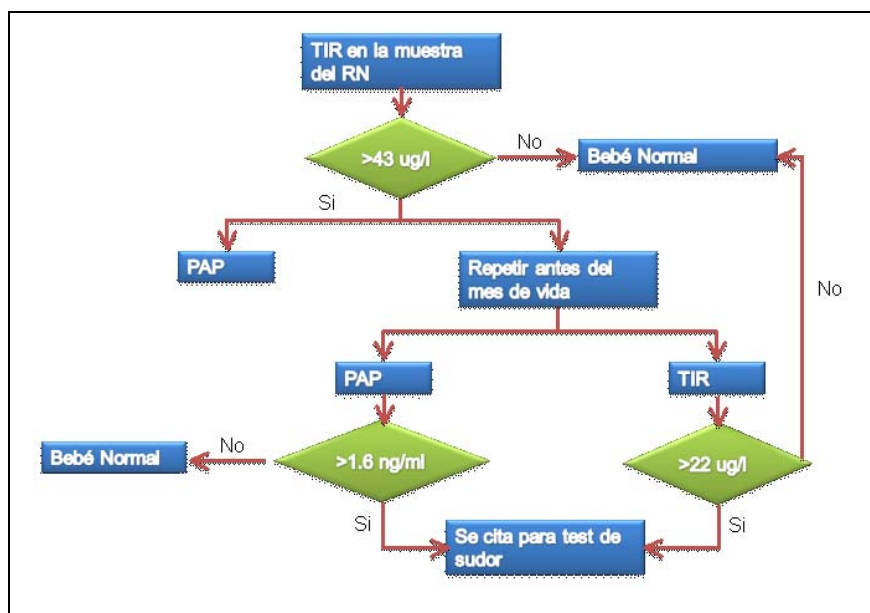 TIR en la muestra
del RN
>43 ug/l
No
Bebé Normal
Si
PAP
Repetir antes del
mes de vida
No
PAP
TIR
Bebé Normal
No
>1.6 ng/ml
>22 ug/l
Si
Se cita para test de
sudor
Si